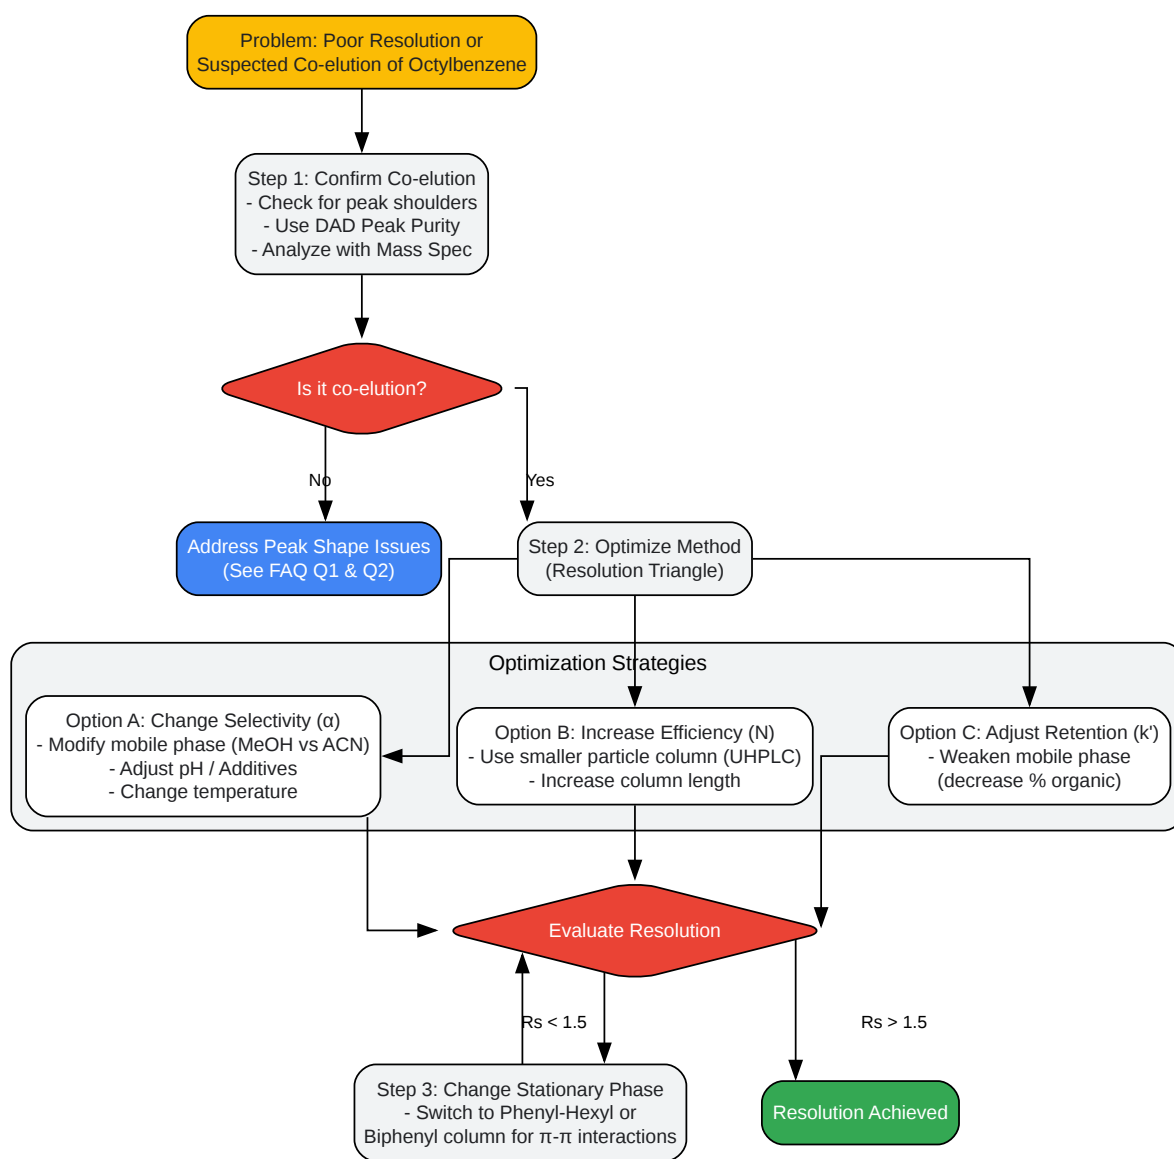 Problem: Poor Resolution or
Suspected Co-elution of Octylbenzene
Step 1: Confirm Co-elution
- Check for peak shoulders
- Use DAD Peak Purity
- Analyze with Mass Spec
Is it co-elution?
No
Yes
Address Peak Shape Issues
(See FAQ Q1 & Q2)
Step 2: Optimize Method
(Resolution Triangle)
Optimization Strategies
Option A: Change Selectivity (α)
- Modify mobile phase (MeOH vs ACN)
- Adjust pH / Additives
- Change temperature
Option B: Increase Efficiency (N)
- Use smaller particle column (UHPLC)
- Increase column length
Option C: Adjust Retention (k')
- Weaken mobile phase
(decrease % organic)
Evaluate Resolution
Rs < 1.5
Rs > 1.5
Step 3: Change Stationary Phase
- Switch to Phenyl-Hexyl or
Biphenyl column for π-π interactions
Resolution Achieved